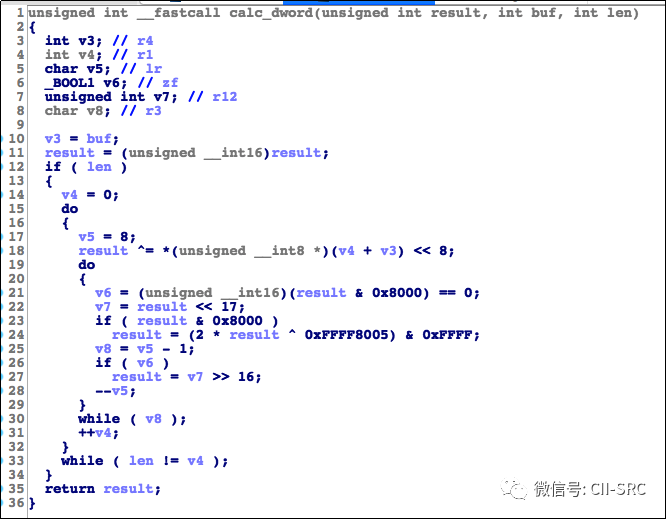 1 unsigned int __fastcall calc_dword(unsigned int result, int buf, int len)
2 {
3 int v3; // r4
4 int v4; // r1
5 char v5; // lr
6 _BOOL1 v6; // zf
7 unsigned int v7; // r12
8 char v8; // r3
9
10 v3 = buf;
11 result = (unsigned __int16)result;
12 if ( len )
13 {
14 v4 = 0;
15 do
16 {
17 v5 = 8;
18 result ^= *(unsigned __int8 *)(v4 + v3) << 8;
19 do
20 {
21 v6 = (unsigned __int16)(result & 0x8000) == 0;
22 v7 = result << 17;
23 if ( result & 0x8000 )
24 result = (2 * result ^ 0xFFFF8005) & 0xFFFF;
25 v8 = v5 - 1;
26 if ( v6 )
27 result = v7 >> 16;
28 --v5;
29 }
30 while ( v8 );
31 ++v4;
32 }
33 while ( len != v4 );
34 }
35 return result;
36 }
微信号: CII-SRC